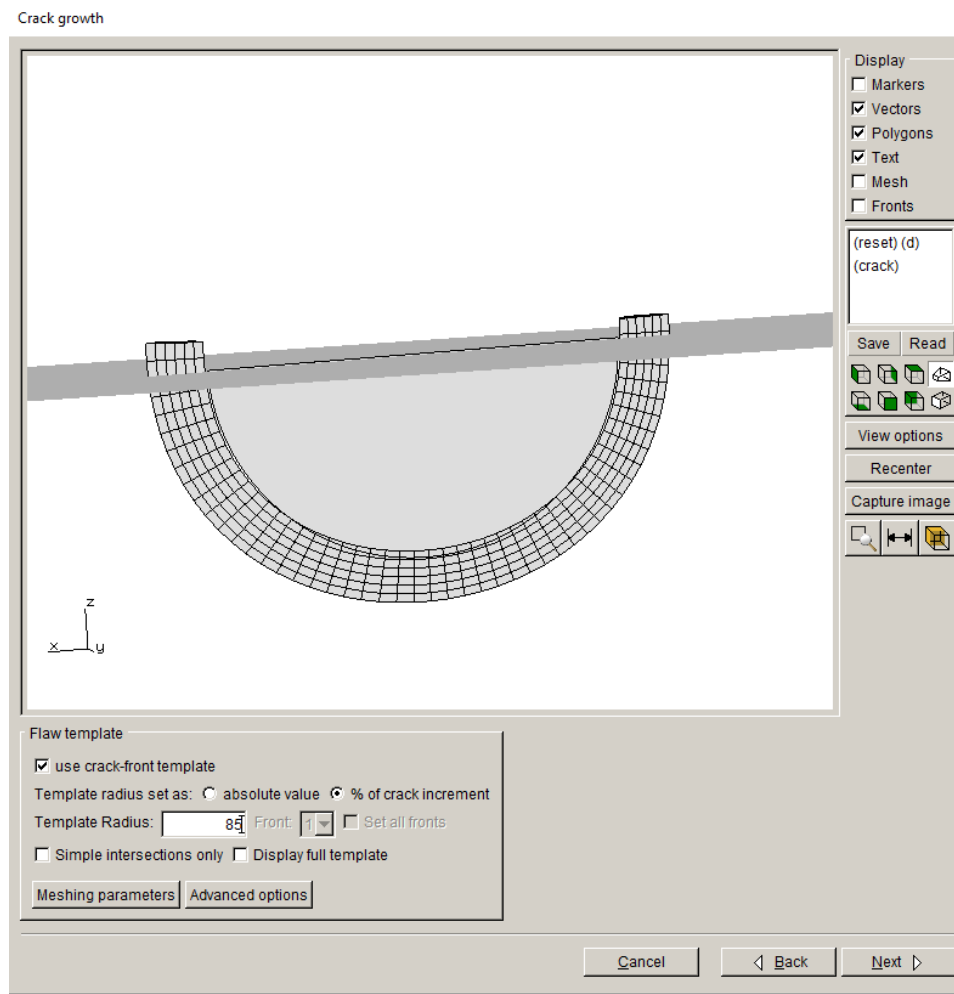 Crack growth
Display
Markers
Vectors
Polygons
Text
Mesh
Fronts
(reset) (d)
(crack)
Save Read
View options
Recenter
Capture image
z
x y
Flaw template
use crack-front template
Template radius set as: absolute value % of crack increment
Template Radius: 85 Front: 1 Set all fronts
Simple intersections only Display full template
Meshing parameters Advanced options
Cancel Back Next